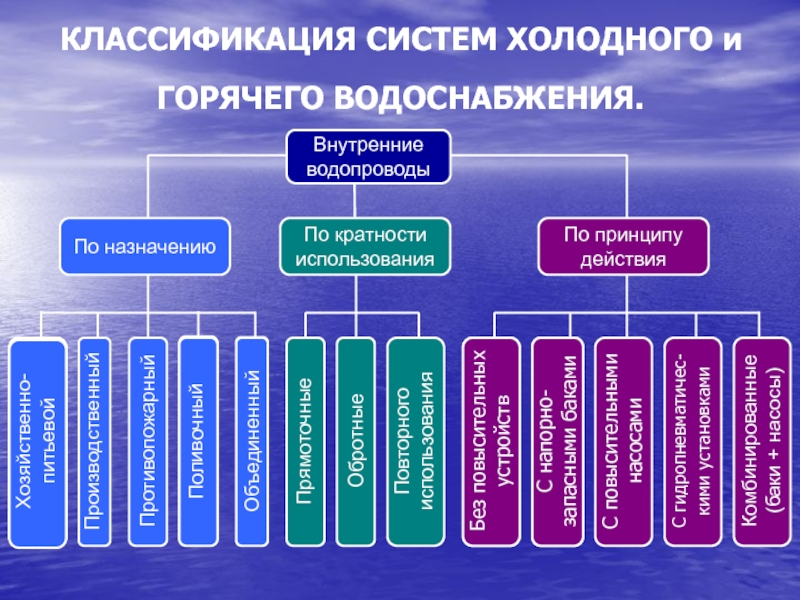 КЛАССИФИКАЦИЯ СИСТЕМ ХОЛОДНОГО и
ГОРЯЧЕГО ВОДОСНАБЖЕНИЯ.
Внутренние
водопроводы
По назначению
По кратности
использования
По принципу
действия
Хозяйственно-
питьевой
Производственный
Противопожарный
Поливочный
Объединенный
Прямоточные
Обротные
Повторного
использования
Без повысительных
устройств
С напорно-
запасными баками
С повысительными
насосами
С гидропневматичес-
кими установками
Комбинированные
(баки + насосы)